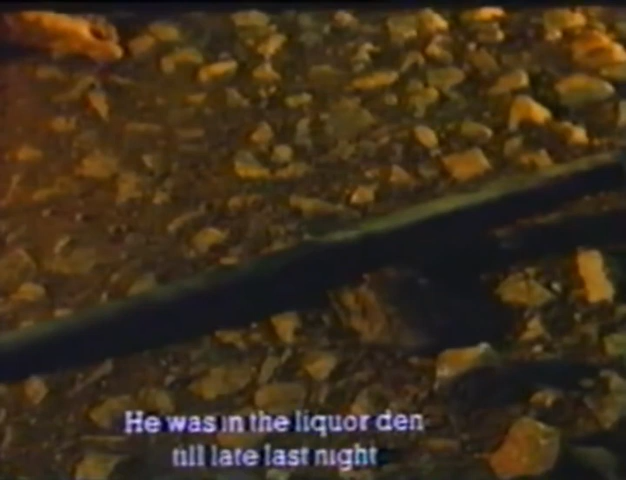 He was in the liquor den
till late last night